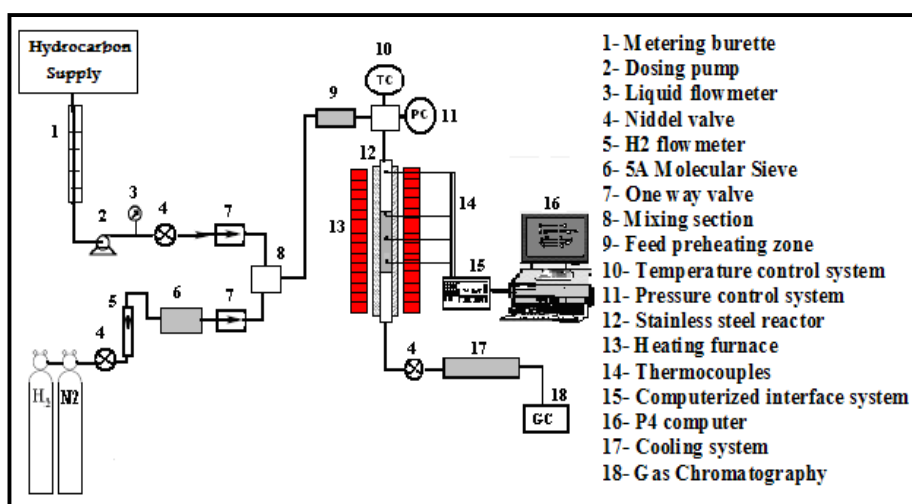 Hydrocarbon
Supply
1
2
3
4
7
8
5
6
7
4
H2
N2
9
10
TC
PC
11
12
13
14
15
16
4
17
18
GC
1- Metering burette
2- Dosing pump
3- Liquid flowmeter
4- Niddel valve
5- H2 flowmeter
6- 5A Molecular Sieve
7- One way valve
8- Mixing section
9- Feed preheating zone
10- Temperature control system
11- Pressure control system
12- Stainless steel reactor
13- Heating furnace
14- Thermocouples
15- Computerized interface system
16- P4 computer
17- Cooling system
18- Gas Chromatography